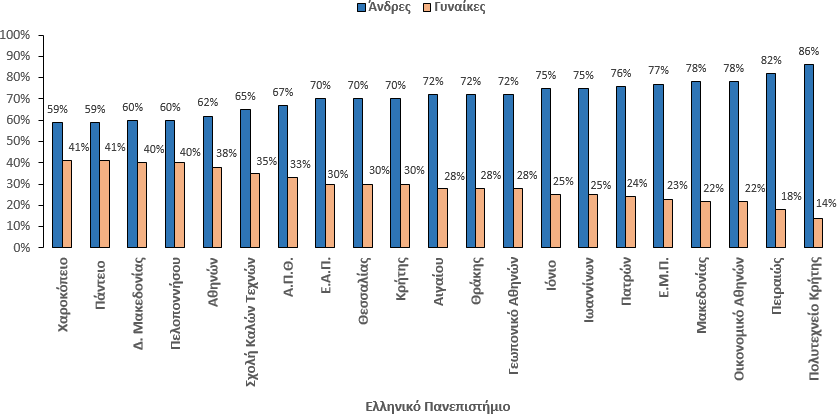 Άνδρες Γυναίκες
100%
90%
80%
70%
60%
50%
40%
30%
20%
10%
0%
59% 59% 60% 60% 62% 65% 67% 70% 70% 70% 72% 72% 72% 75% 75% 76% 77% 78% 78% 82% 86%
41% 41% 40% 40% 38% 35% 33% 30% 30% 30% 28% 28% 28% 25% 25% 24% 23% 22% 22% 18% 14%
Χαροκόπειο
Πάντειο
Δ. Μακεδονίας
Πελοποννήσου
Αθηνών
Σχολή Καλών Τεχνών
Α.Π.Θ.
Ε.Α.Π.
Θεσσαλίας
Κρήτης
Αιγαίου
Θράκης
Γεωπονικό Αθηνών
Ιόνιο
Ιωαννίνων
Πατρών
Ε.Μ.Π.
Μακεδονίας
Οικονομικό Αθηνών
Πειραιώς
Πολυτεχνείο Κρήτης
Ελληνικό Πανεπιστήμιο